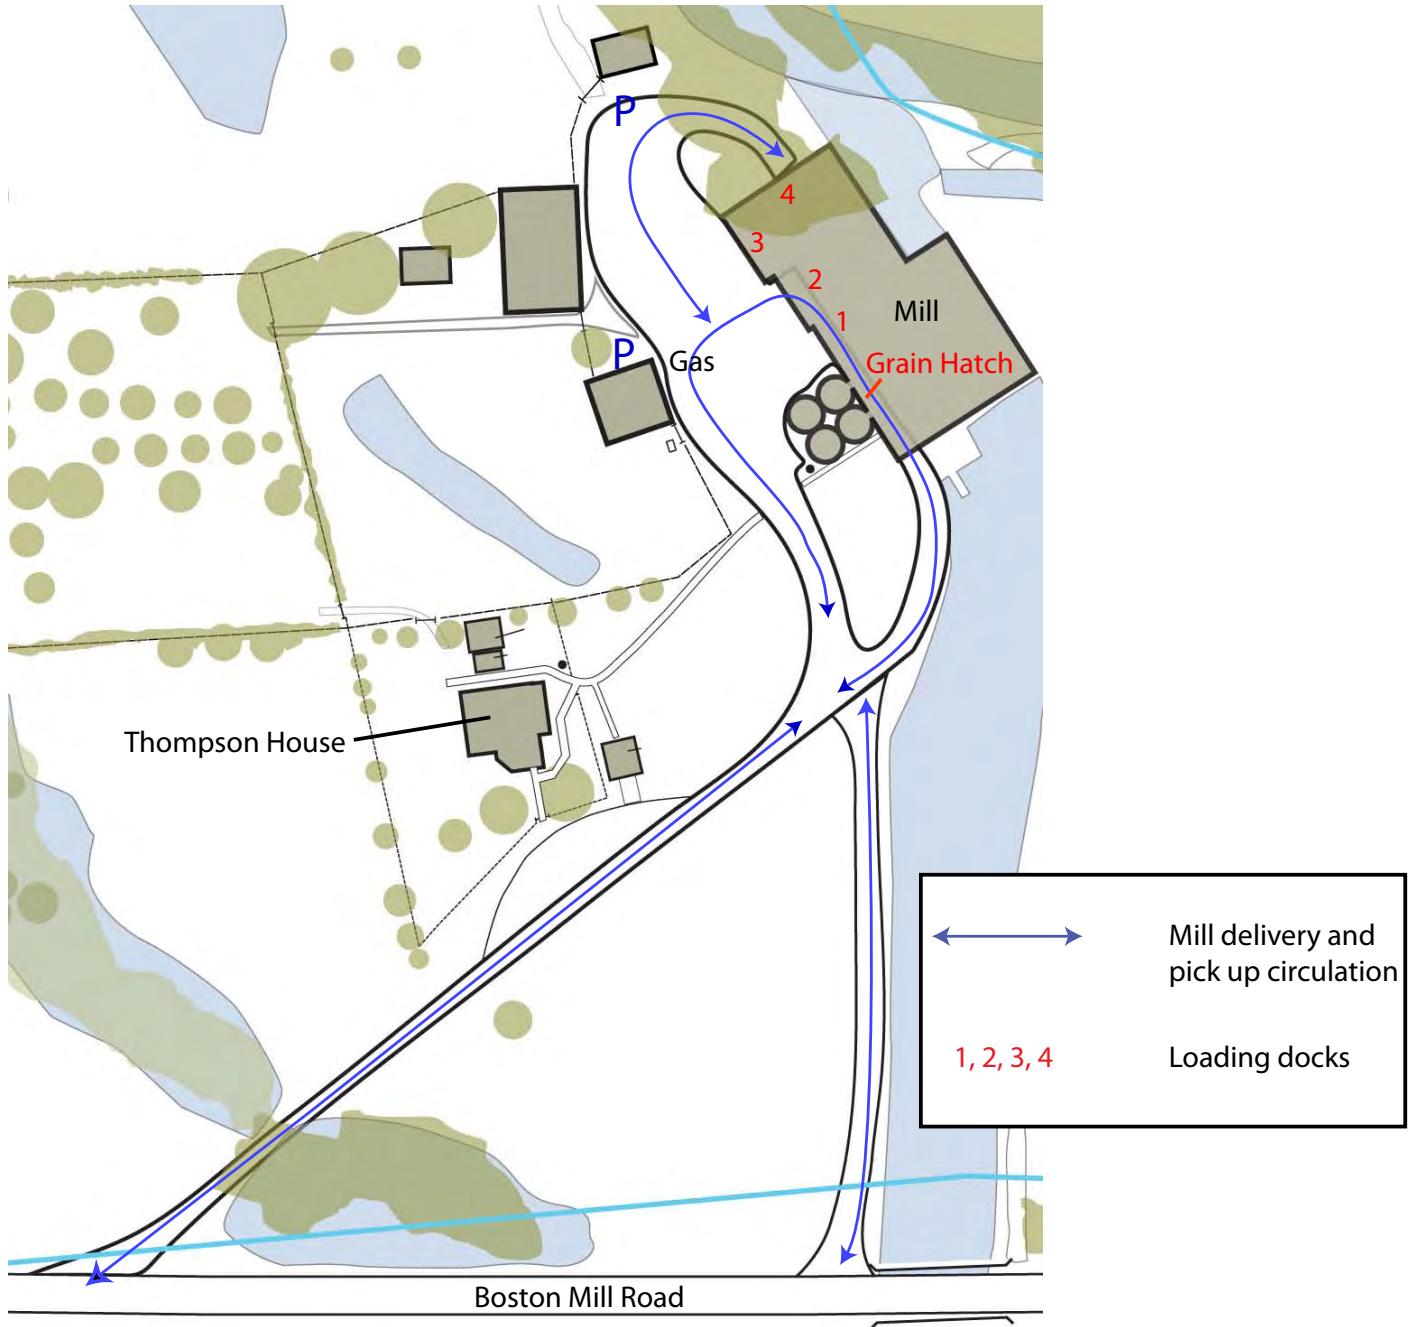 P
4
3
2
1
Mill
P
Gas
Grain Hatch
Thompson House
Mill delivery and
pick up circulation
1, 2, 3, 4
Loading docks
Boston Mill Road